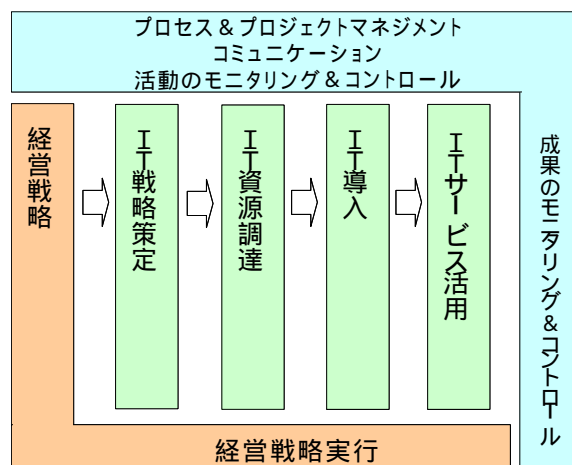 プロセス&プロジェクトマネジメント
コミュニケーション
活動のモニタリング&コントロール
経営戦略
IT戦略策定
IT資源調達
IT導入
ITサービス活用
成果のモニタリング&コントロール
経営戦略実行